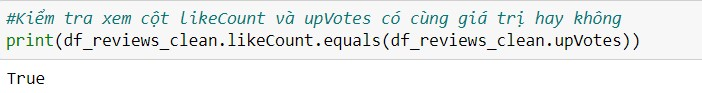 #Kiểm tra xem cột likeCount và upVotes có cùng giá trị hay không
print(df_reviews_clean.likeCount.equals(df_reviews_clean.upVotes))
True